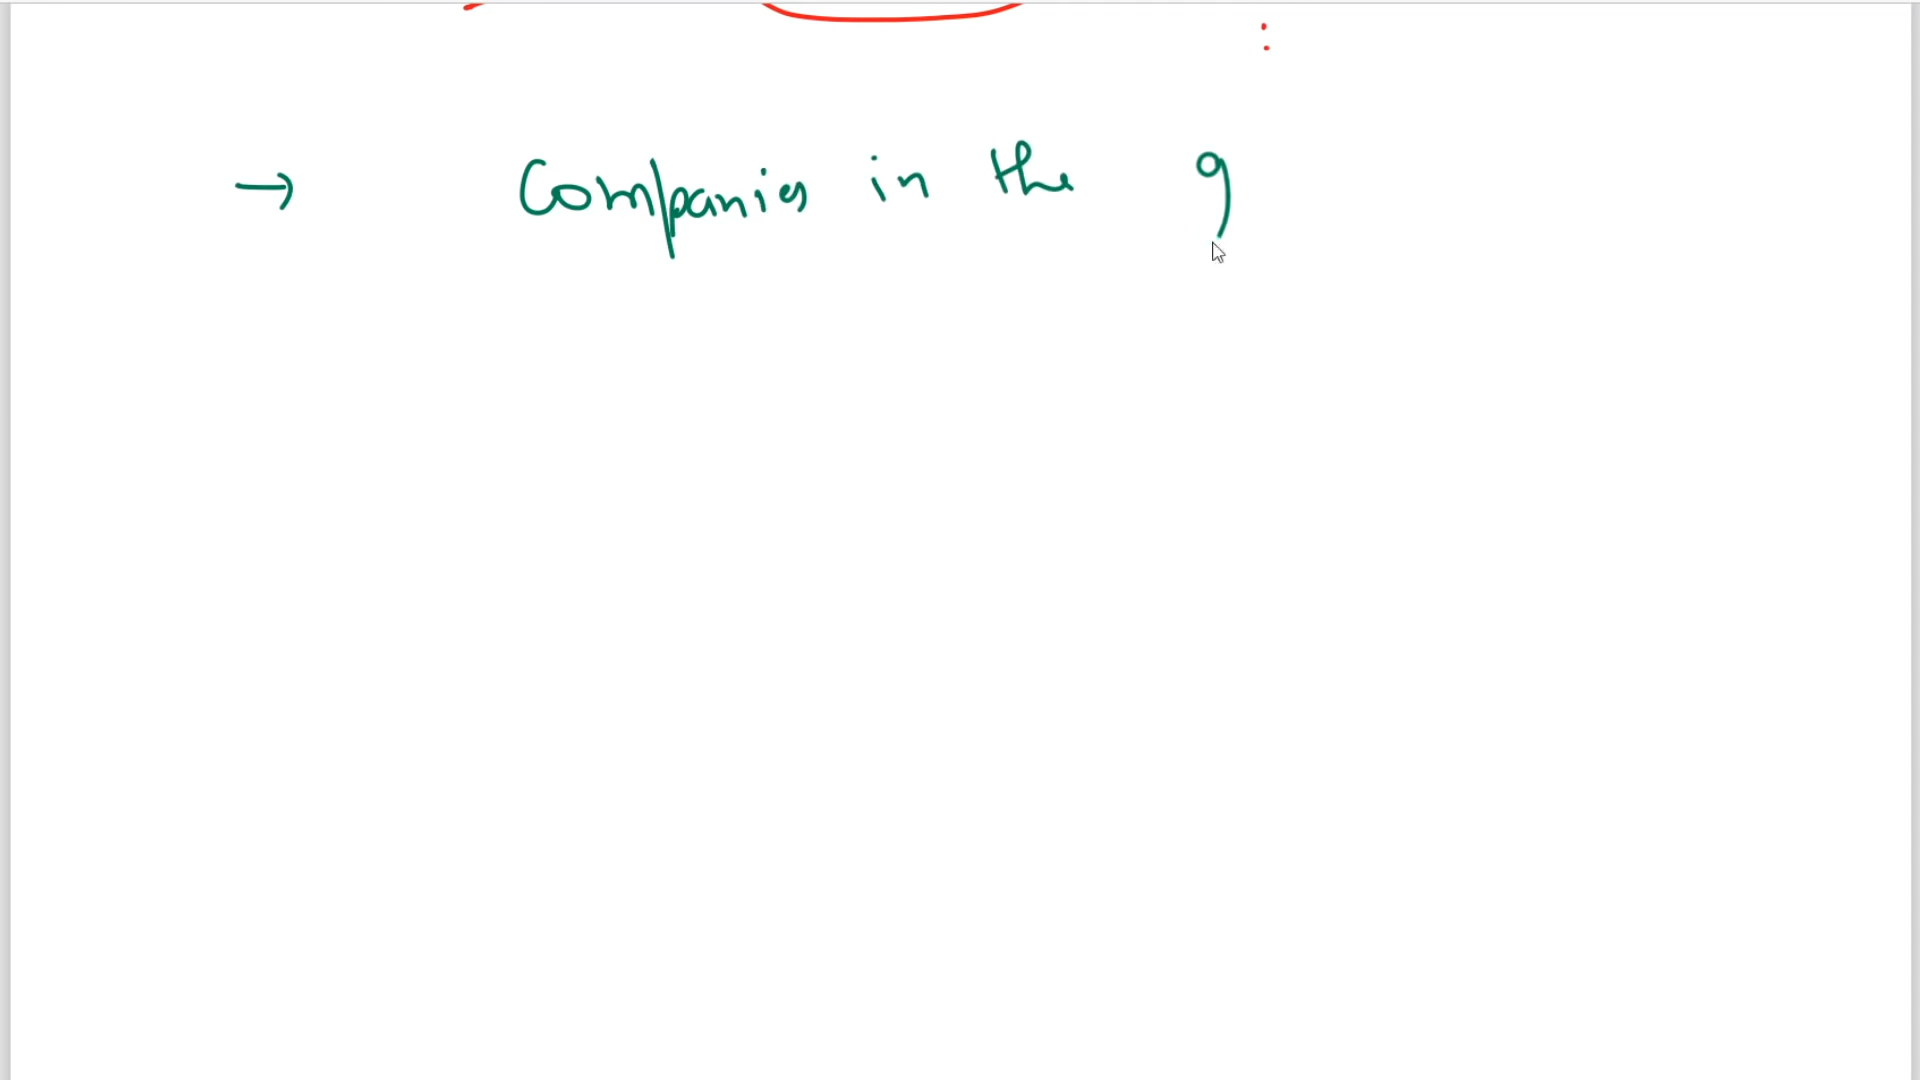 → Companies in the g